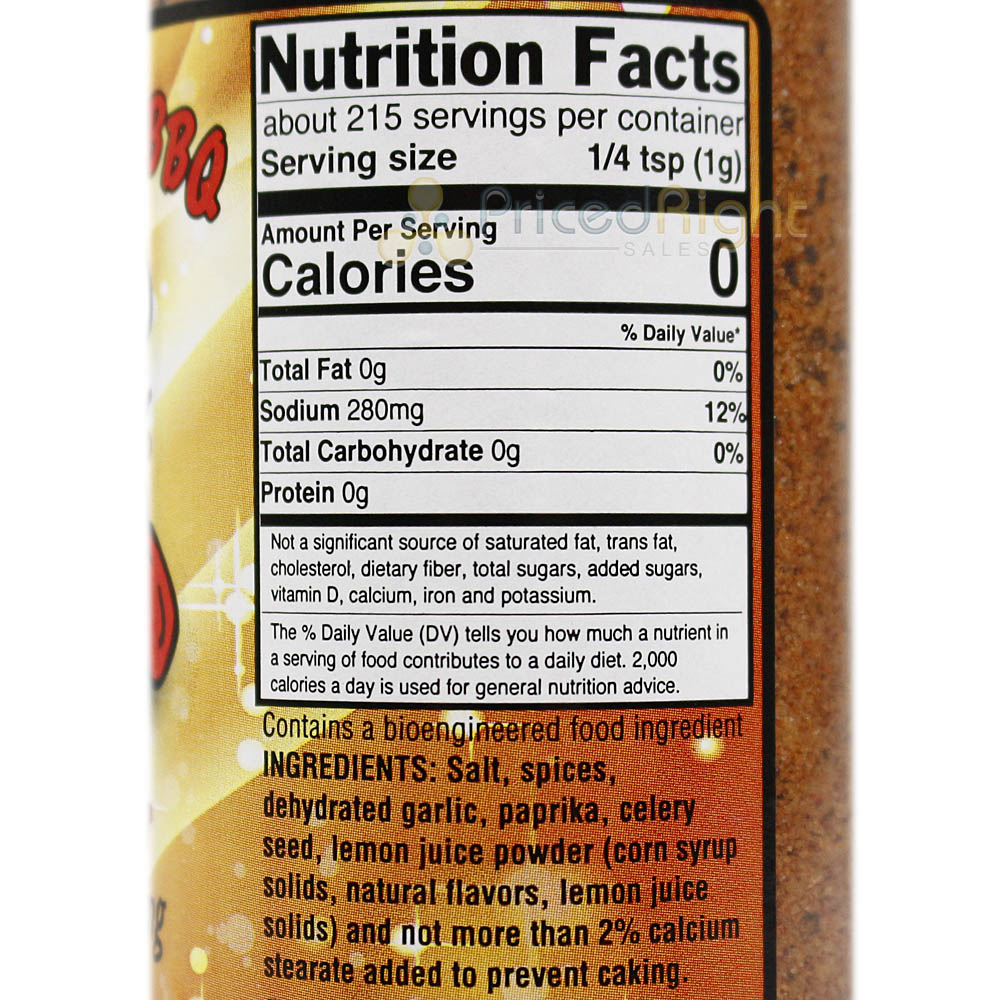 BBQ
Nutrition Facts
about 215 servings per container
Serving size 1/4 tsp (1g)
PricedRight
SALES
Amount Per Serving
Calories 0
% Daily Value*
Total Fat 0g 0%
Sodium 280mg 12%
Total Carbohydrate 0g 0%
Protein 0g
Not a significant source of saturated fat, trans fat,
cholesterol, dietary fiber, total sugars, added sugars,
vitamin D, calcium, iron and potassium.
The % Daily Value (DV) tells you how much a nutrient in
a serving of food contributes to a daily diet. 2,000
calories a day is used for general nutrition advice.
Contains a bioengineered food ingredient
INGREDIENTS: Salt, spices,
dehydrated garlic, paprika, celery
seed, lemon juice powder (corn syrup
solids, natural flavors, lemon juice
solids) and not more than 2% calcium
stearate added to prevent caking.